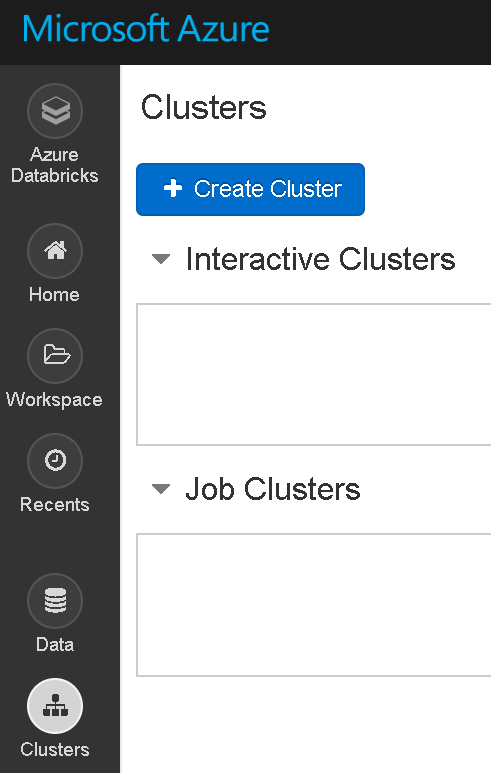 Microsoft Azure
Azure
Databricks
Home
Workspace
Recents
Data
Clusters
Clusters
Create Cluster
Interactive Clusters
Job Clusters